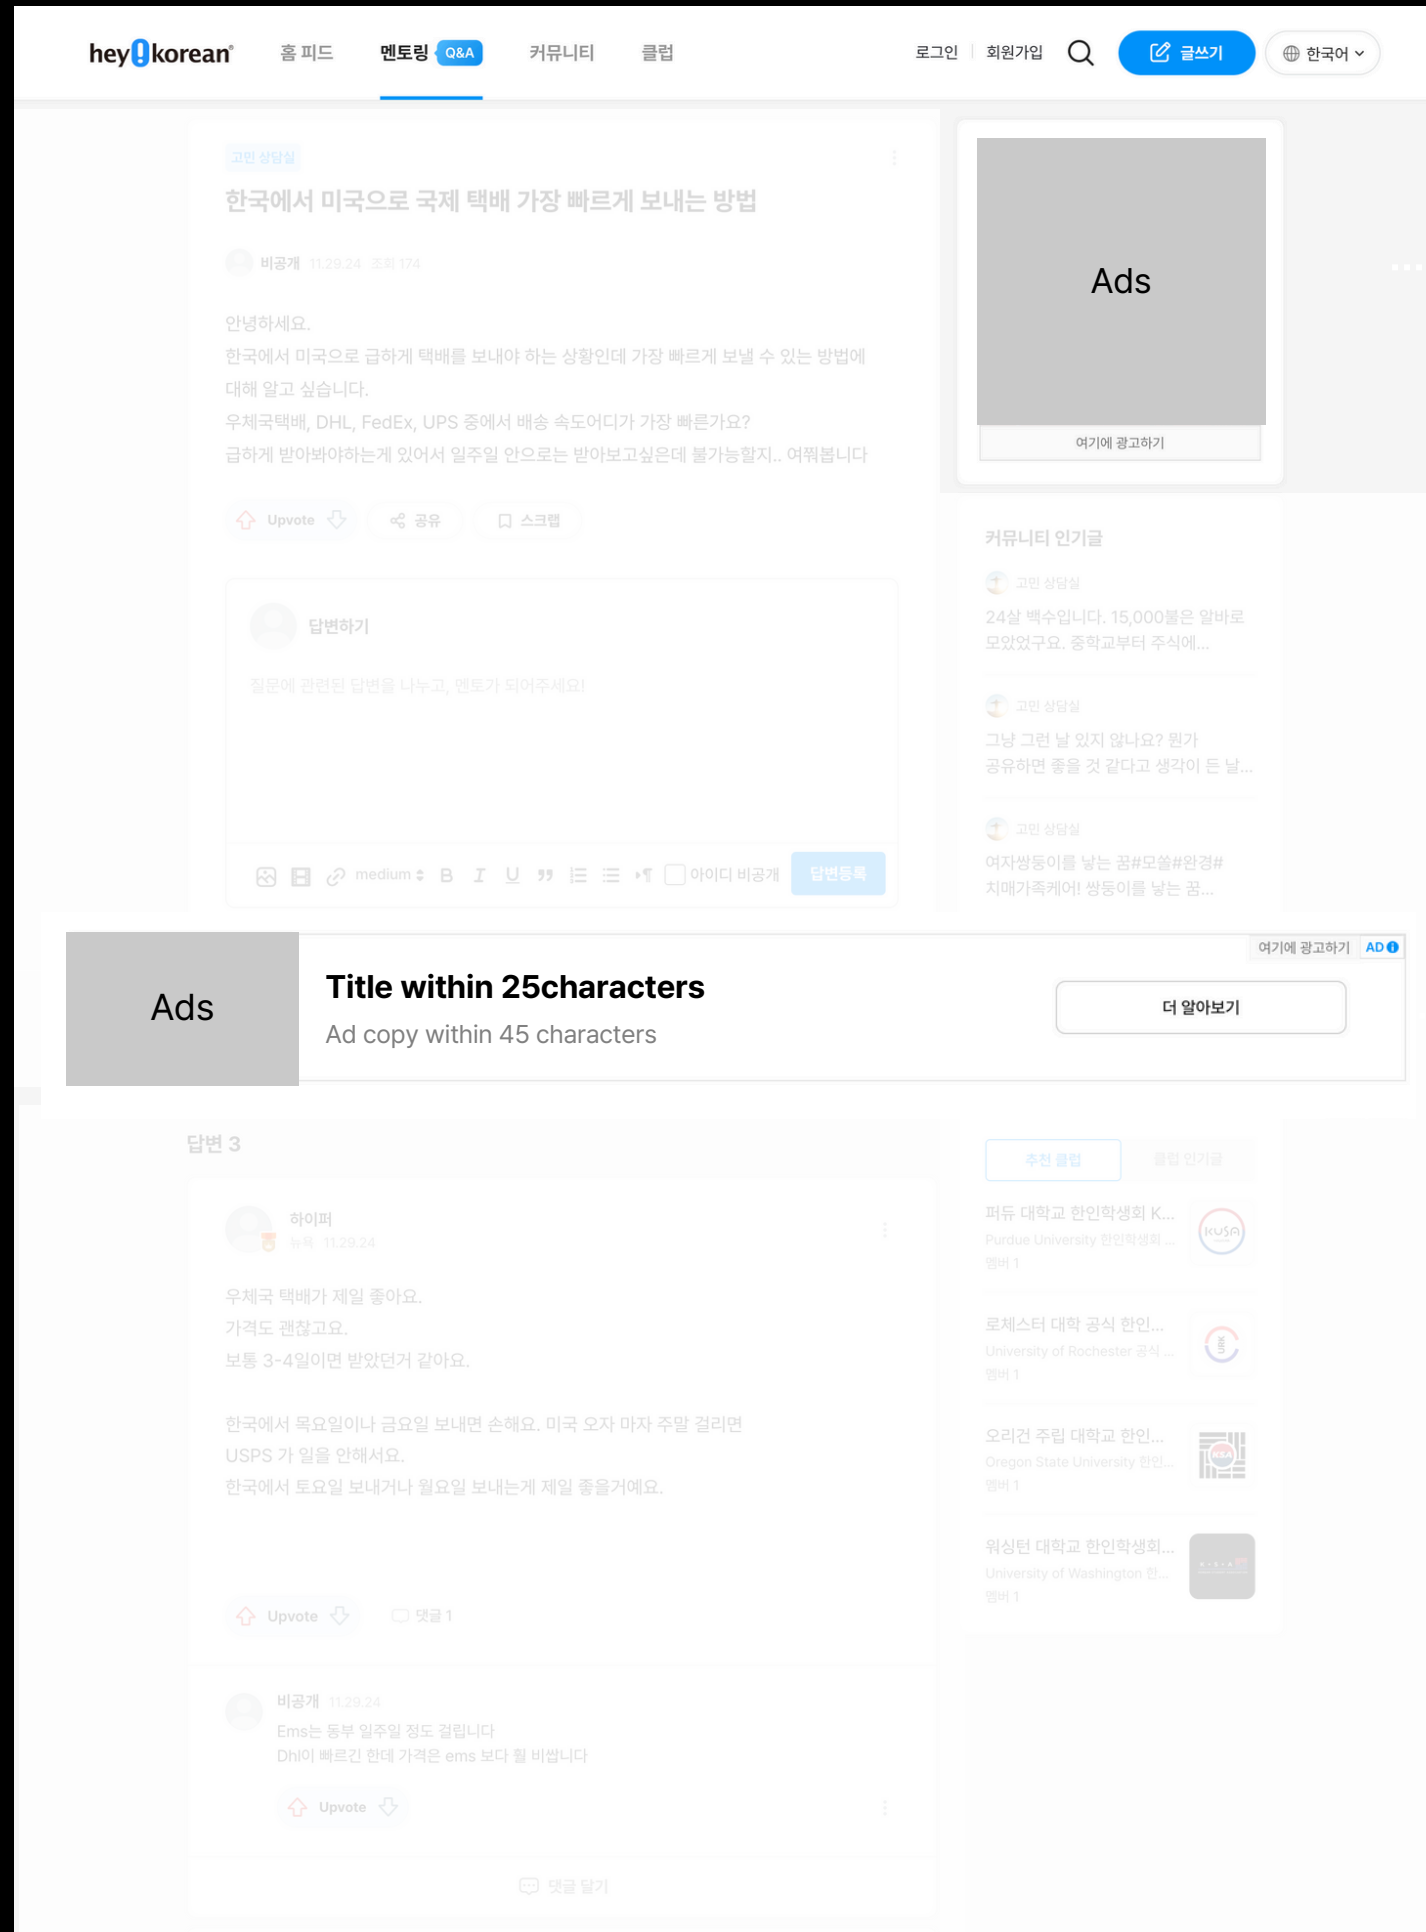 hey!korean
홈 피드
멘토링 Q&A
커뮤니티
클럽
로그인
회원가입
글쓰기
한국어
고민 상담실
한국에서 미국으로 국제 택배 가장 빠르게 보내는 방법
비공개 11.29.24 조회 174
안녕하세요.
한국에서 미국으로 급하게 택배를 보내야 하는 상황인데 가장 빠르게 보낼 수 있는 방법에
대해 알고 싶습니다.
우체국택배, DHL, FedEx, UPS 중에서 배송 속도어디가 가장 빠른가요?
급하게 받아봐야하는게 있어서 일주일 안으로는 받아보고싶은데 불가능할지.. 여쭤봅니다
Upvote
공유
스크랩
답변하기
질문에 관련된 답변을 나누고, 멘토가 되어주세요!
medium B I U
아이디 비공개
답변등록
Ads
여기에 광고하기
커뮤니티 인기글
고민 상담실
24살 백수입니다. 15,000불은 알바로
모았었구요. 중학교부터 주식에...
고민 상담실
그냥 그런 날 있지 않나요? 뭔가
공유하면 좋을 것 같다고 생각이 든 날...
고민 상담실
여자쌍둥이를 낳는 꿈#모쏠#완경#
치매가족케어! 쌍둥이를 낳는 꿈...
Ads
Title within 25characters
Ad copy within 45 characters
여기에 광고하기 AD
더 알아보기
답변 3
하이퍼
뉴욕 11.29.24
우체국 택배가 제일 좋아요.
가격도 괜찮고요.
보통 3-4일이면 받았던거 같아요.
한국에서 목요일이나 금요일 보내면 손해요. 미국 오자 마자 주말 걸리면
USPS 가 일을 안해서요.
한국에서 토요일 보내거나 월요일 보내는게 제일 좋을거예요.
Upvote
댓글 1
비공개 11.29.24
Ems는 동부 일주일 정도 걸립니다
Dhl이 빠르긴 한데 가격은 ems 보다 훨 비쌉니다
Upvote
댓글 달기
추천 클럽
클럽 인기글
퍼듀 대학교 한인학생회 K...
Purdue University 한인학생회 ...
멤버 1
KUSA
로체스터 대학 공식 한인...
University of Rochester 공식 ...
멤버 1
URK
오리건 주립 대학교 한인...
Oregon State University 한인...
멤버 1
KSA
워싱턴 대학교 한인학생회...
University of Washington 한...
멤버 1